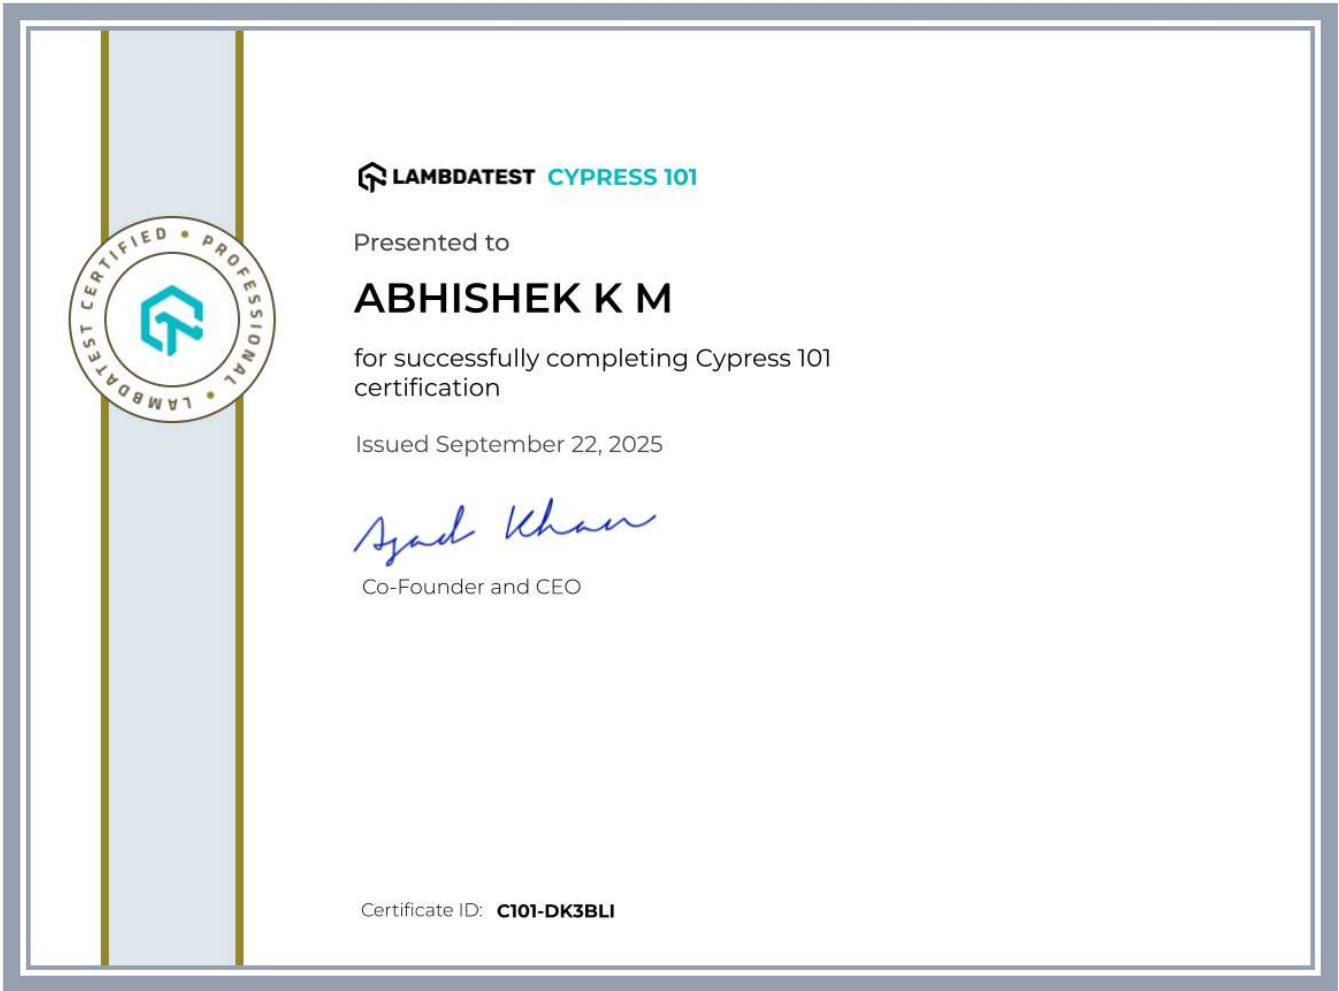 LAMBDATEST CYPRESS 101
Presented to
ABHISHEK K M
for successfully completing Cypress 101
certification
Issued September 22, 2025
LAMBDATEST CERTIFIED • PROFESSIONAL •
Khan
Co-Founder and CEO
Certificate ID: C101-DK3BLI